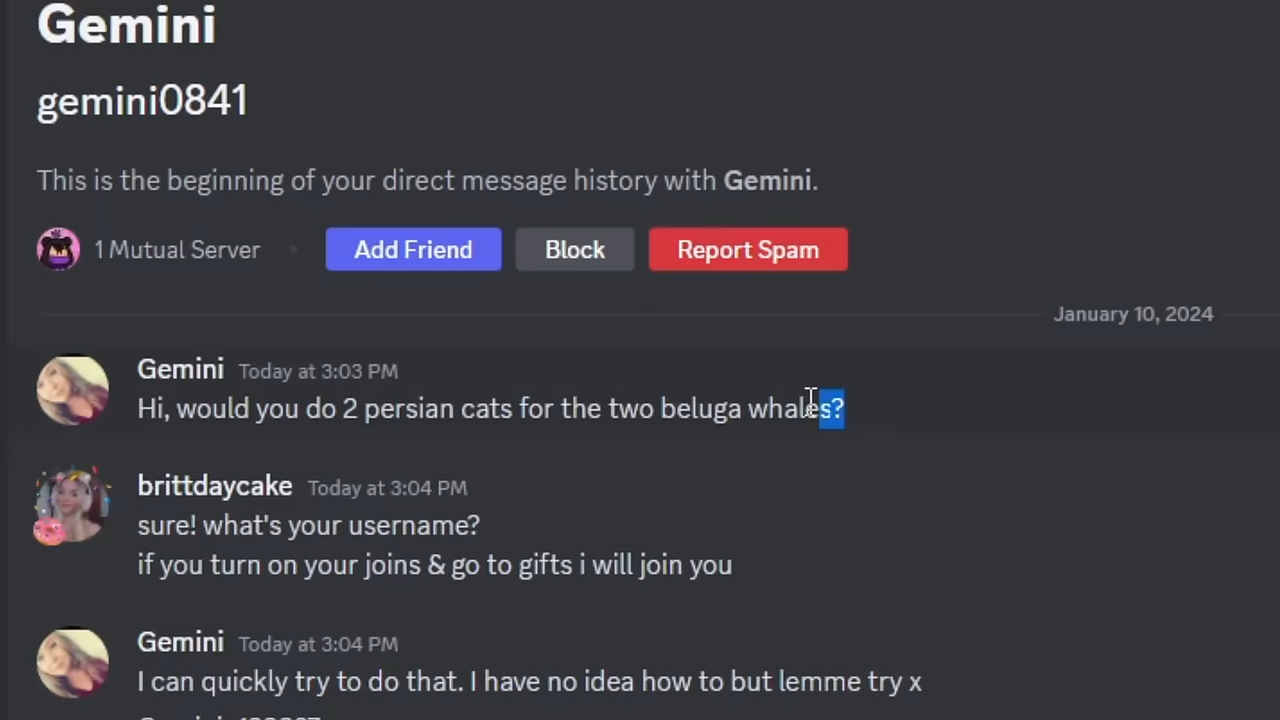 Gemini
gemini0841
This is the beginning of your direct message history with Gemini.
1 Mutual Server
Add Friend
Block
Report Spam
January 10, 2024
Gemini Today at 3:03 PM
Hi, would you do 2 persian cats for the two beluga whales?
brittdaycake Today at 3:04 PM
sure! what's your username?
if you turn on your joins & go to gifts i will join you
Gemini Today at 3:04 PM
I can quickly try to do that. I have no idea how to but lemme try x